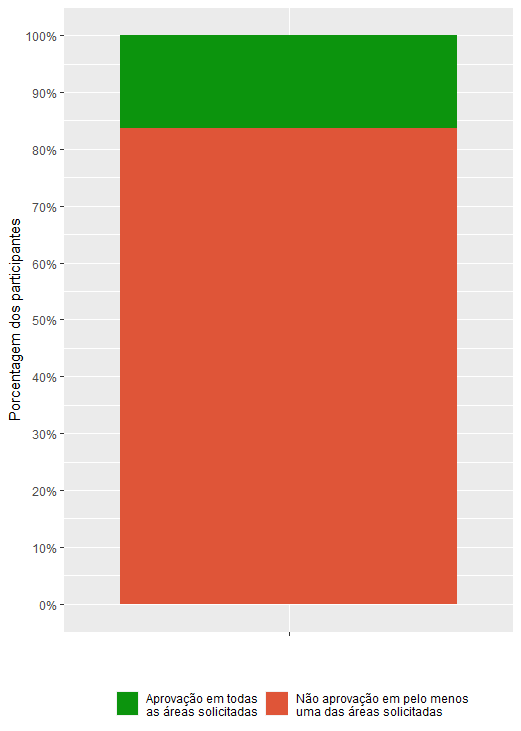 100%
90%
80%
70%
60%
50%
40%
30%
20%
10%
0%
Porcentagem dos participantes
Aprovação em todas
as áreas solicitadas
Não aprovação em pelo menos
uma das áreas solicitadas